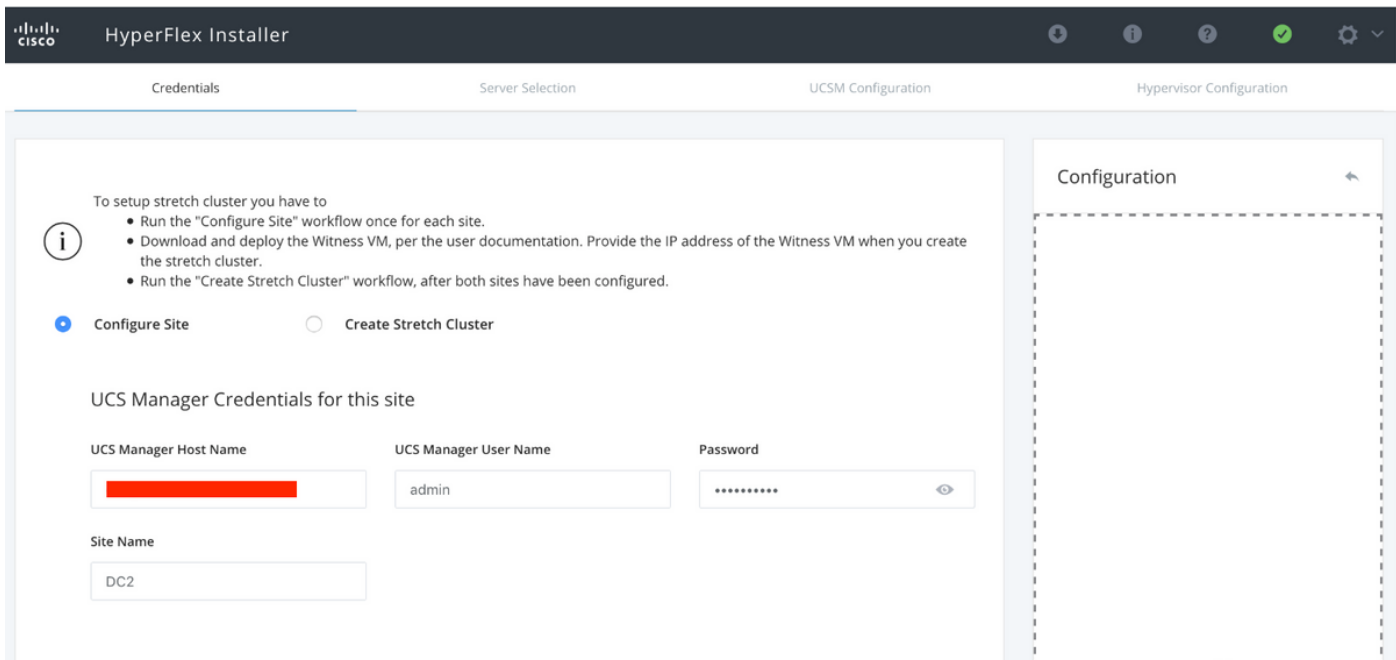 cisco
HyperFlex Installer
Credentials
Server Selection
UCSM Configuration
Hypervisor Configuration
To setup stretch cluster you have to
• Run the "Configure Site" workflow once for each site.
• Download and deploy the Witness VM, per the user documentation. Provide the IP address of the Witness VM when you create
the stretch cluster.
• Run the "Create Stretch Cluster" workflow, after both sites have been configured.
Configure Site
Create Stretch Cluster
UCS Manager Credentials for this site
UCS Manager Host Name
UCS Manager User Name
Password
admin
••••••••••
Site Name
DC2
Configuration